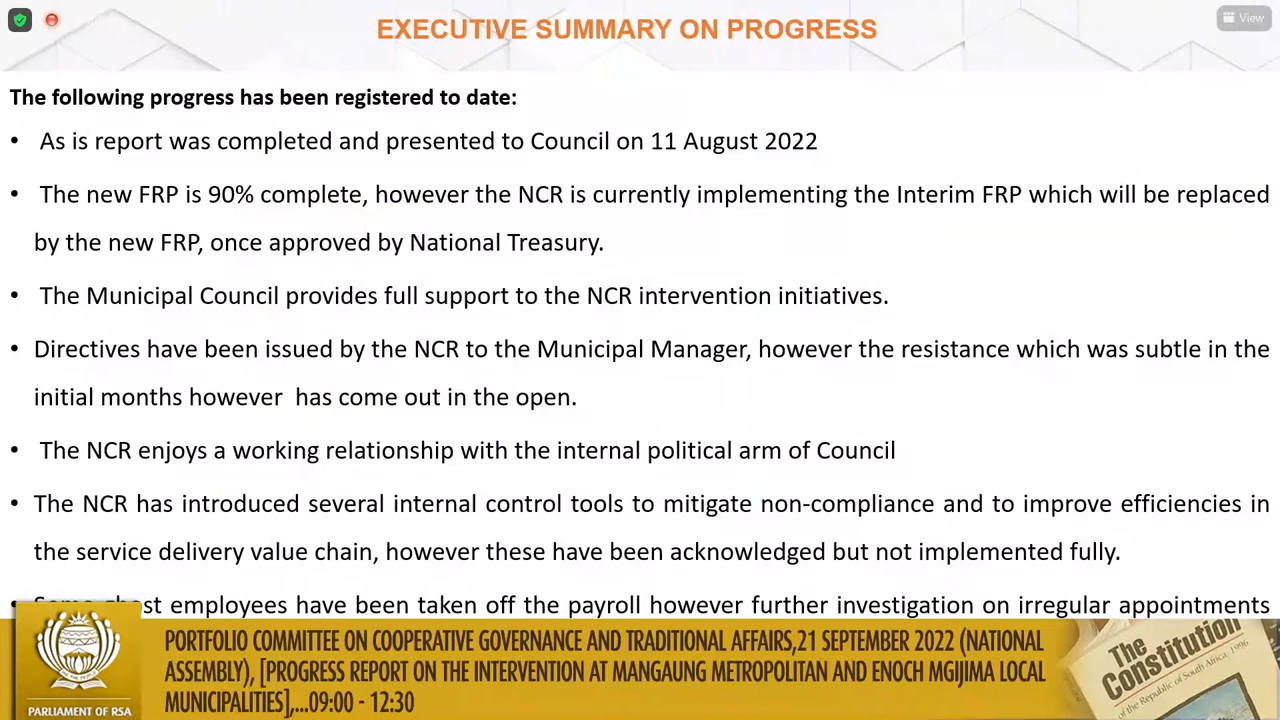 EXECUTIVE SUMMARY ON PROGRESS
View
The following progress has been registered to date:
• As is report was completed and presented to Council on 11 August 2022
• The new FRP is 90% complete, however the NCR is currently implementing the Interim FRP which will be replaced
by the new FRP, once approved by National Treasury.
• The Municipal Council provides full support to the NCR intervention initiatives.
• Directives have been issued by the NCR to the Municipal Manager, however the resistance which was subtle in the
initial months however has come out in the open.
• The NCR enjoys a working relationship with the internal political arm of Council
• The NCR has introduced several internal control tools to mitigate non-compliance and to improve efficiencies in
the service delivery value chain, however these have been acknowledged but not implemented fully.
• Some ghost employees have been taken off the payroll however further investigation on irregular appointments
PORTFOLIO COMMITTEE ON COOPERATIVE GOVERNANCE AND TRADITIONAL AFFAIRS,21 SEPTEMBER 2022 (NATIONAL
ASSEMBLY), [PROGRESS REPORT ON THE INTERVENTION AT MANGAUNG METROPOLITAN AND ENOCH MGIJIMA LOCAL
MUNICIPALITIES],...09:00 - 12:30
PARLIAMENT OF RSA
The
Constitution
of the Republic of South Africa, 1996